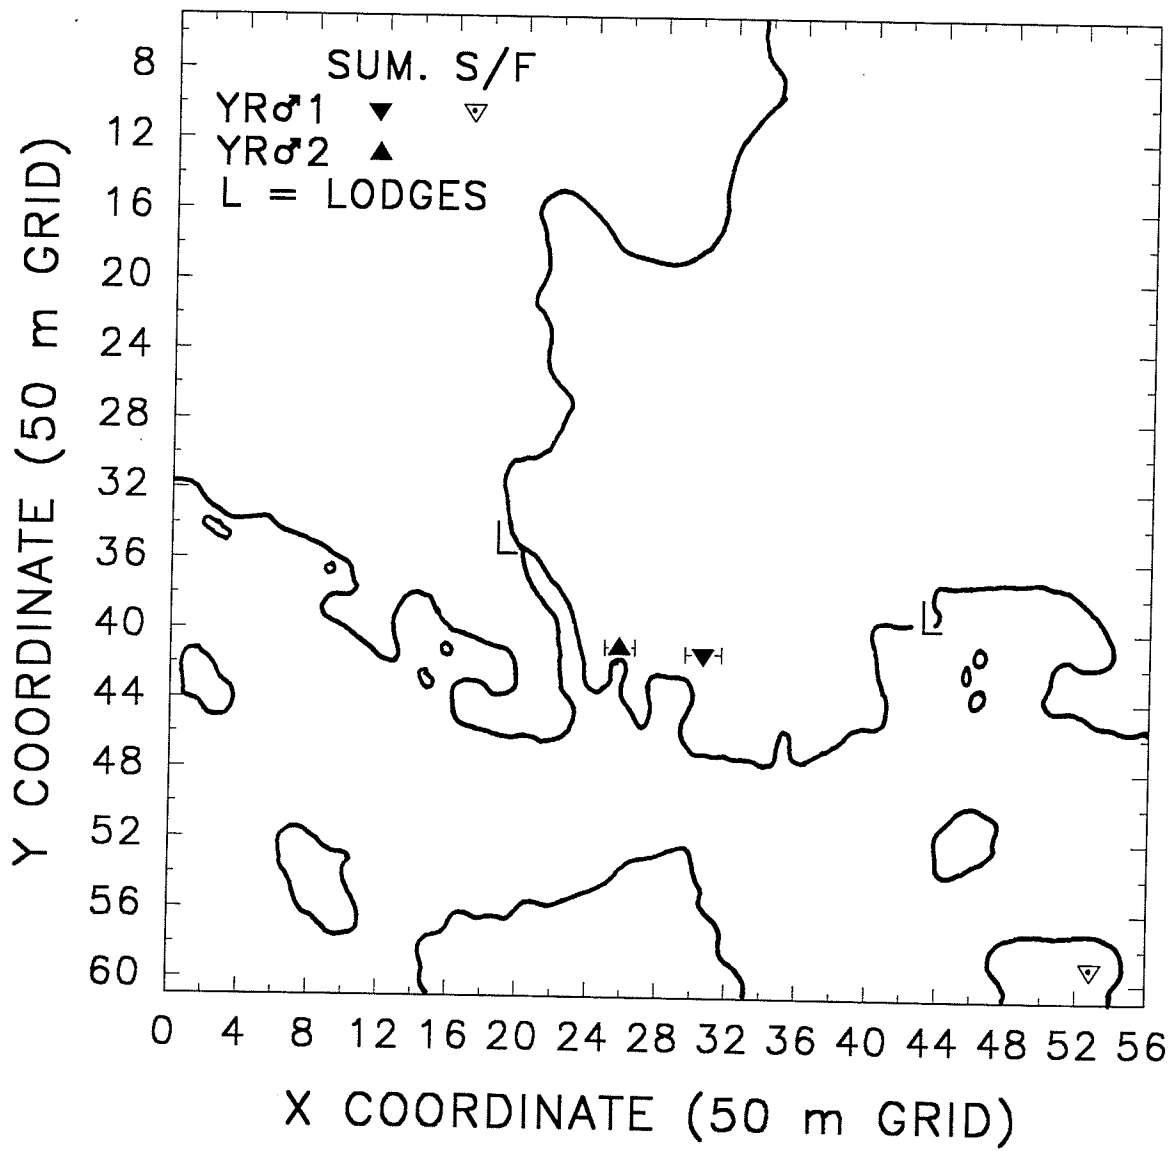 SUM. S/F
YR♂1 ▼ ▽
YR♂2 ▲
L = LODGES
Y COORDINATE (50 m GRID)
8
12
16
20
24
28
32
36
40
44
48
52
56
60
L
L
0 4 8 12 16 20 24 28 32 36 40 44 48 52 56
X COORDINATE (50 m GRID)